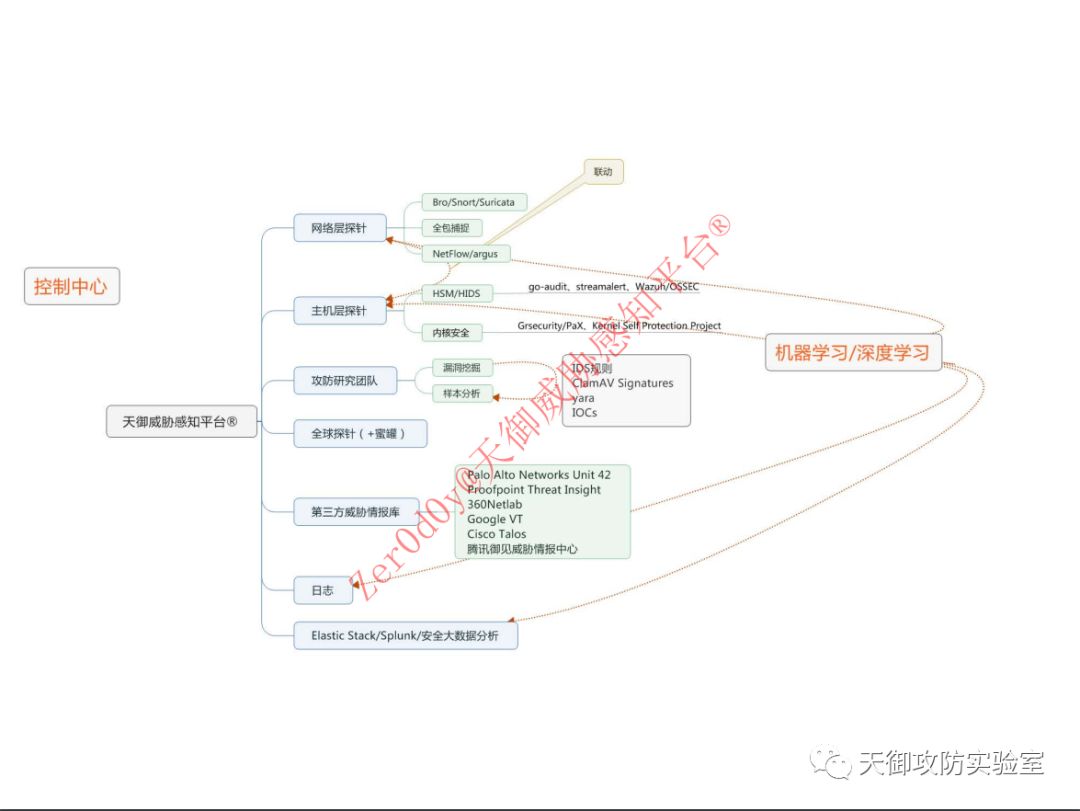 联动
Bro/Snort/Suricata
网络层探针
全包捕捉
NetFlow/argus
控制中心
HSM/HIDS
go-audit、streamalert、Wazuh/OSSEC
主机层探针
内核安全
Grsecurity/PaX、Kernel Self Protection Project
机器学习/深度学习
漏洞挖掘
攻防研究团队
样本分析
IDS规则
ClamAV Signatures
yara
IOCs
天御威胁感知平台®
全球探针（+蜜罐）
第三方威胁情报库
Palo Alto Networks Unit 42
Proofpoint Threat Insight
360Netlab
Google VT
Cisco Talos
腾讯御见威胁情报中心
日志
Elastic Stack/Splunk/安全大数据分析
Zer0d0y@天御威胁感知平台®
天御攻防实验室